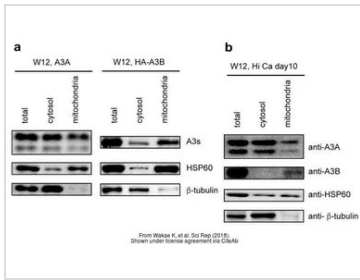 a
W12, A3A
W12, HA-A3B
total
cytosol
mitochondria
total
cytosol
mitochondria
A3s
HSP60
β-tubulin
b
W12, Hi Ca day10
total
cytosol
mitochondria
anti-A3A
anti-A3B
anti-HSP60
anti- β-tubulin
From Wakae K, et al. Sci Rep (2018).
Shown under license agreement via CiteAb